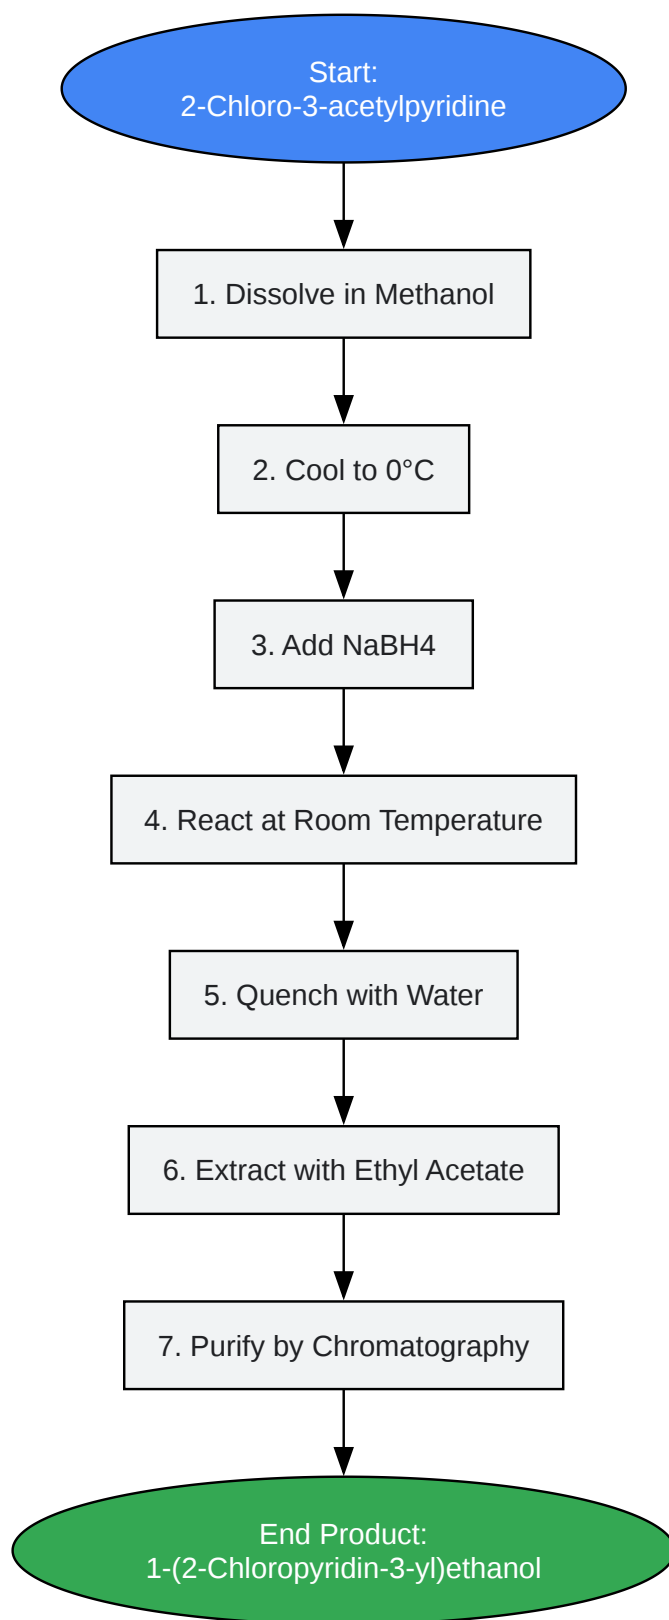 Start:
2-Chloro-3-acetylpyridine
1. Dissolve in Methanol
2. Cool to 0°C
3. Add NaBH4
4. React at Room Temperature
5. Quench with Water
6. Extract with Ethyl Acetate
7. Purify by Chromatography
End Product:
1-(2-Chloropyridin-3-yl)ethanol